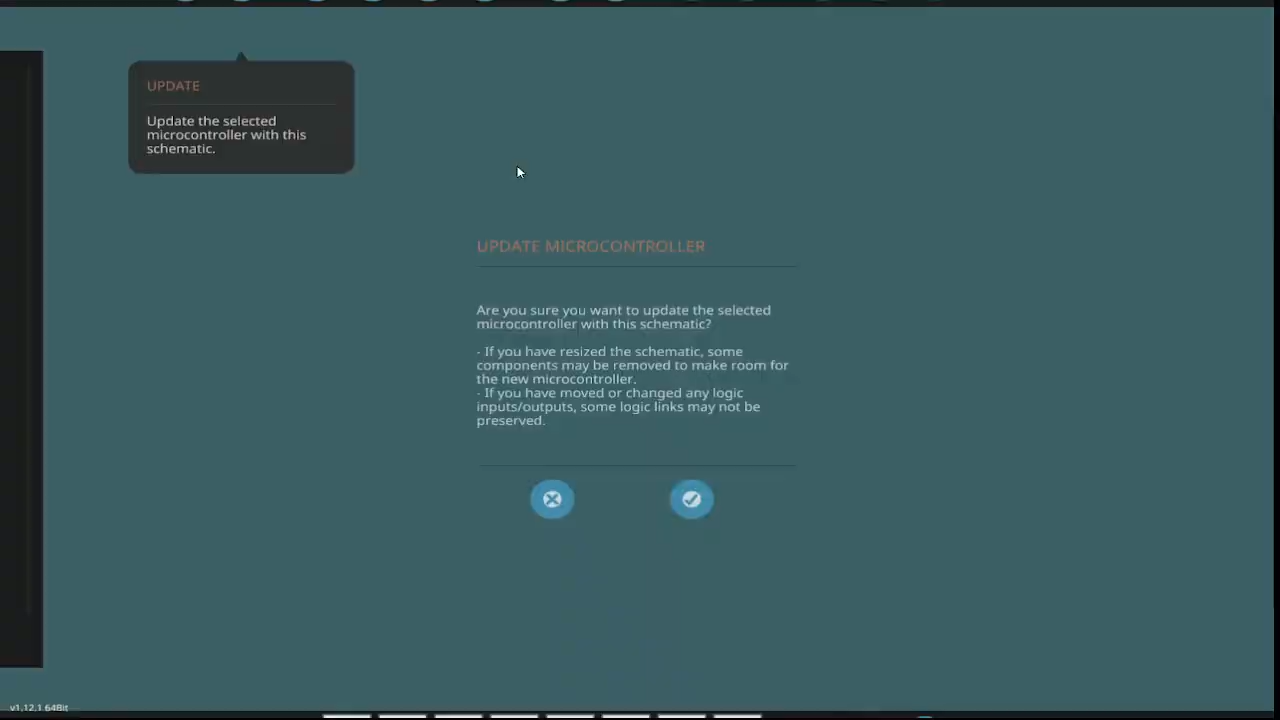 UPDATE
Update the selected
microcontroller with this
schematic.
UPDATE MICROCONTROLLER
Are you sure you want to update the selected
microcontroller with this schematic?
- If you have resized the schematic, some
components may be removed to make room for
the new microcontroller.
- If you have moved or changed any logic
inputs/outputs, some logic links may not be
preserved.
v1.12.1 64Bit